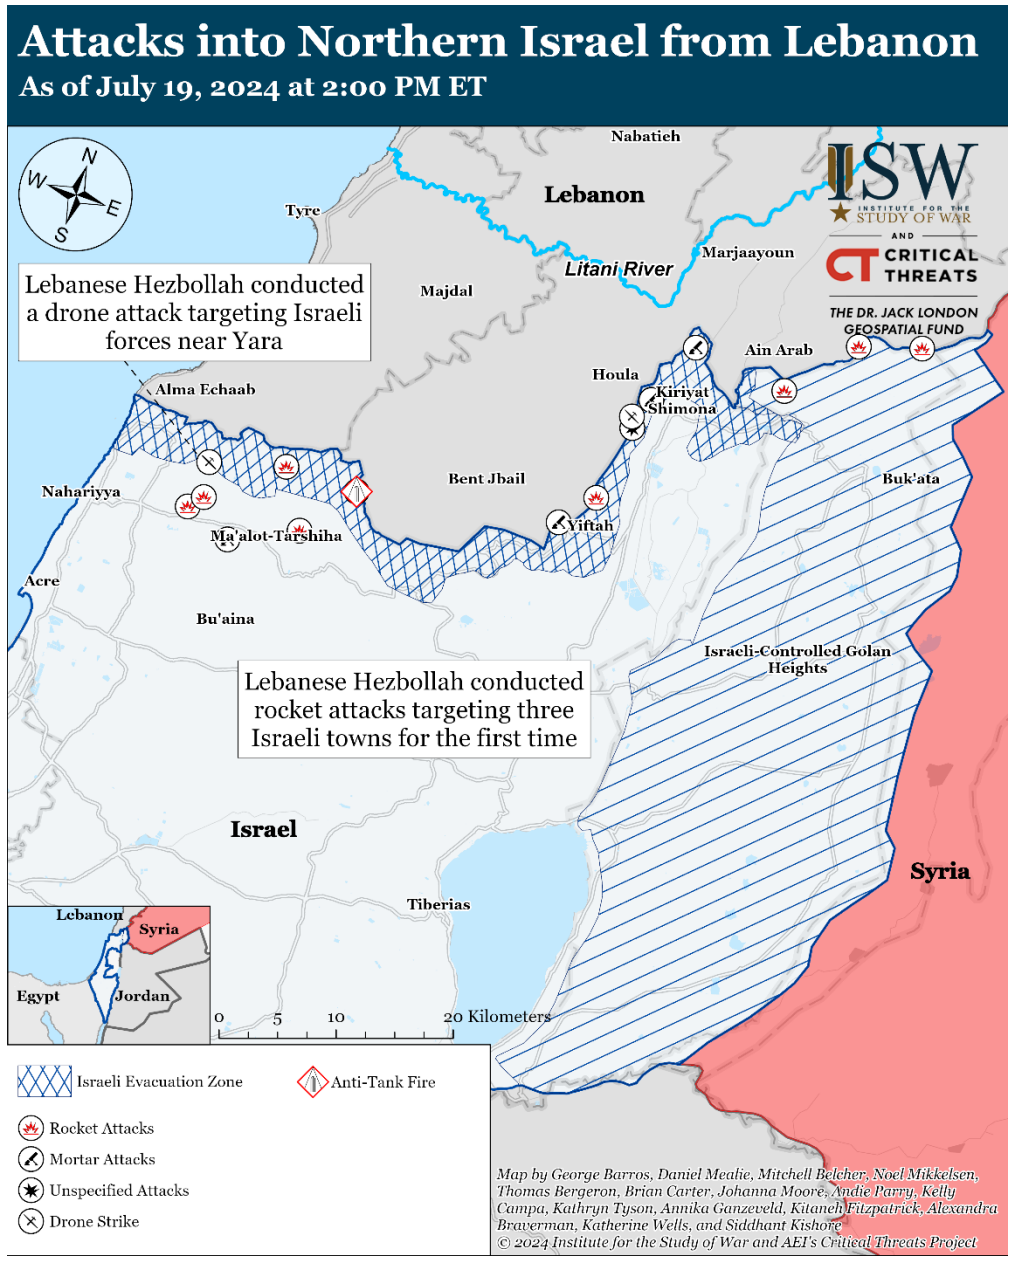 Attacks into Northern Israel from Lebanon
As of July 19, 2024 at 2:00 PM ET
N
W
E
S
Nabatieh
Lebanon
ISW
INSTITUTE FOR THE
STUDY OF WAR
AND
CT CRITICAL
THREATS
THE DR. JACK LONDON
GEOSPATIAL FUND
Tyre
Marjaayoun
Litani River
Majdal
Lebanese Hezbollah conducted
a drone attack targeting Israeli
forces near Yara
Ain Arab
Houla
Alma Echaab
Kiriyat
Shimona
Bent Jbail
Buk'ata
Nahariyya
Yiftah
Ma'alot-Tarshiha
Acre
Bu'aina
Israeli-Controlled Golan
Heights
Lebanese Hezbollah conducted
rocket attacks targeting three
Israeli towns for the first time
Israel
Syria
Tiberias
Lebanon
Syria
Egypt
Jordan
0 5 10 20 Kilometers
Israeli Evacuation Zone
Anti-Tank Fire
Rocket Attacks
Mortar Attacks
Unspecified Attacks
Drone Strike
Map by George Barros, Daniel Mealie, Mitchell Belcher, Noel Mikkelsen,
Thomas Bergeron, Brian Carter, Johanna Moore, Andie Parry, Kelly
Campa, Kathryn Tyson, Annika Ganzeveld, Kitaneh Fitzpatrick, Alexandra
Braverman, Katherine Wells, and Siddhant Kishore
© 2024 Institute for the Study of War and AEI's Critical Threats Project